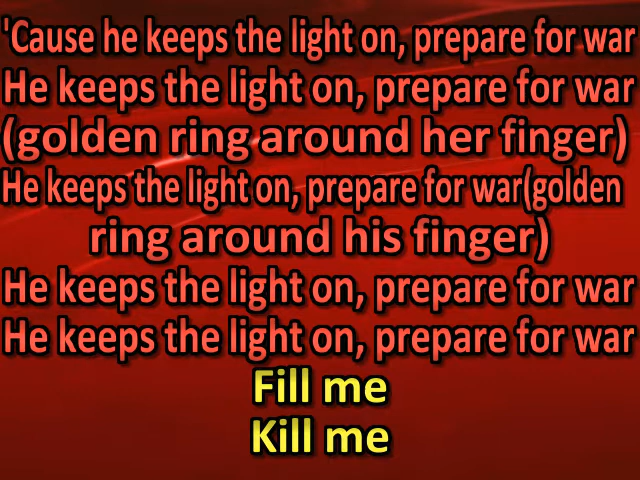 'Cause he keeps the light on, prepare for war
He keeps the light on, prepare for war
(golden ring around her finger)
He keeps the light on, prepare for war(golden
ring around his finger)
He keeps the light on, prepare for war
He keeps the light on, prepare for war
Fill me
Kill me